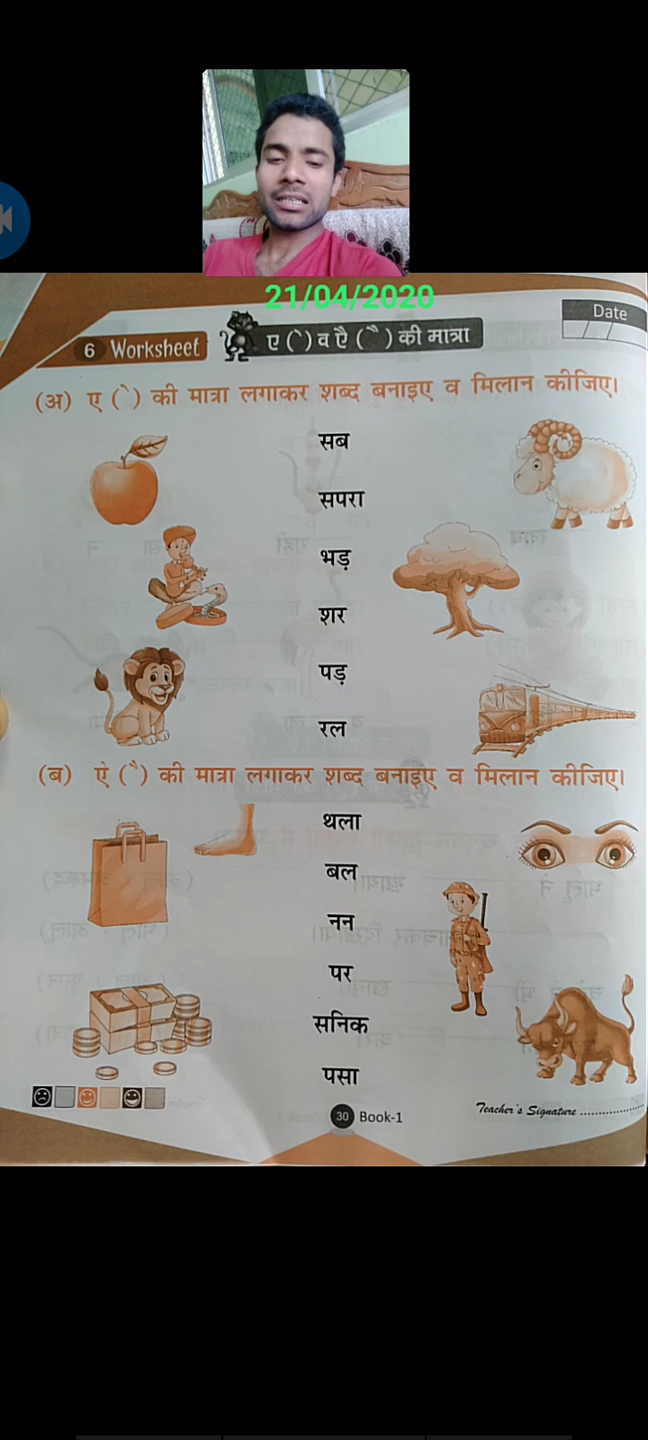 21/04/2020
Date
6 Worksheet
ए ( े ) व ऐ ( ै ) की मात्रा
(अ) ए ( े ) की मात्रा लगाकर शब्द बनाइए व मिलान कीजिए।
सब
सपरा
भड़
शर
पड़
रल
(ब) ऐ ( ै ) की मात्रा लगाकर शब्द बनाइए व मिलान कीजिए।
थला
बल
नन
पर
सनिक
पसा
30 Book-1
Teacher's Signature ..................